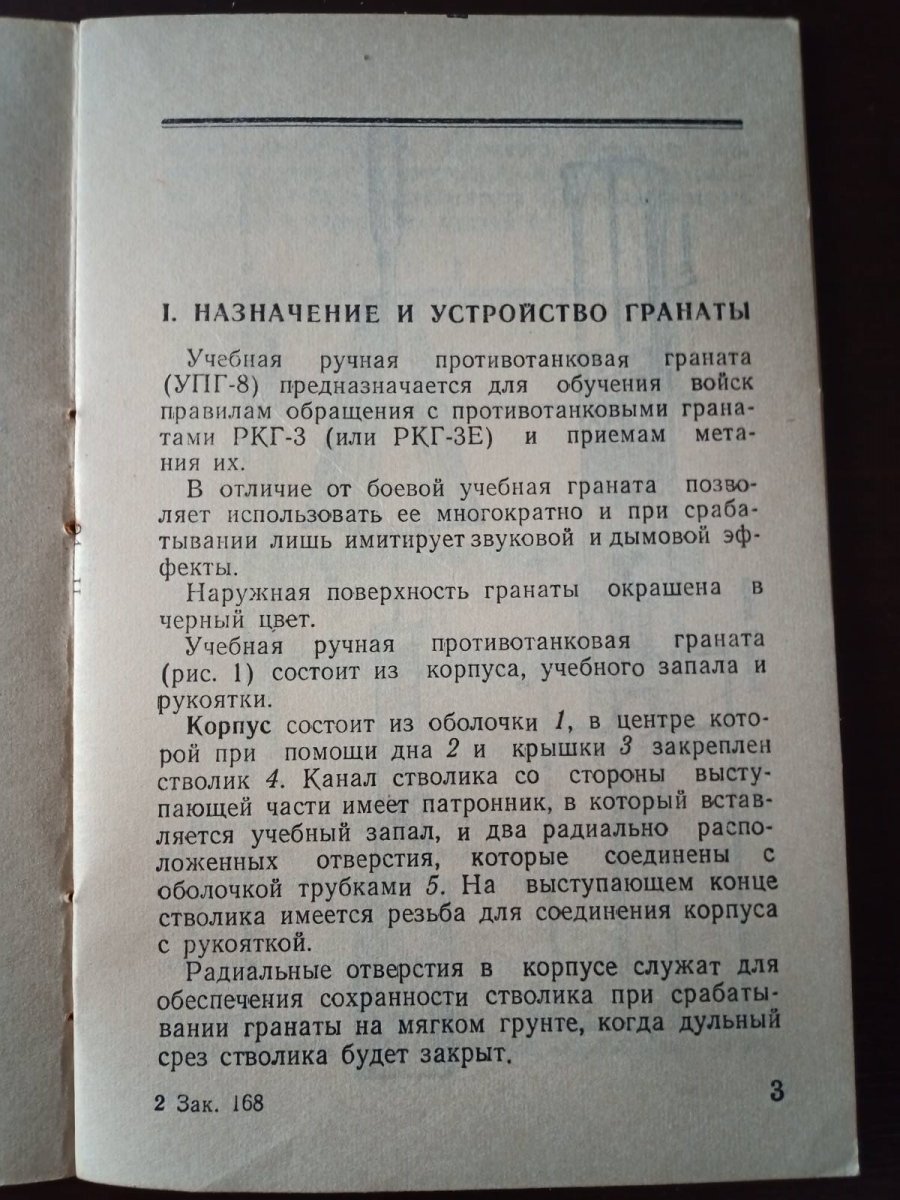 I. НАЗНАЧЕНИЕ И УСТРОЙСТВО ГРАНАТЫ
Учебная ручная противотанковая граната
(УПГ-8) предназначается для обучения войск
правилам обращения с противотанковыми грана-
тами РКГ-3 (или РКГ-3Е) и приемам мета-
ния их.
В отличие от боевой учебная граната позво-
ляет использовать ее многократно и при сраба-
тывании лишь имитирует звуковой и дымовой эф-
фекты.
Наружная поверхность гранаты окрашена в
черный цвет.
Учебная ручная противотанковая граната
(рис. 1) состоит из корпуса, учебного запала и
рукоятки.
Корпус состоит из оболочки 1, в центре кото-
рой при помощи дна 2 и крышки 3 закреплен
стволик 4. Канал стволика со стороны высту-
пающей части имеет патронник, в который встав-
ляется учебный запал, и два радиально распо-
ложенных отверстия, которые соединены с
оболочкой трубками 5. На выступающем конце
стволика имеется резьба для соединения корпуса
с рукояткой.
Радиальные отверстия в корпусе служат для
обеспечения сохранности стволика при срабаты-
вании гранаты на мягком грунте, когда дульный
срез стволика будет закрыт.
2 Зак. 168
3